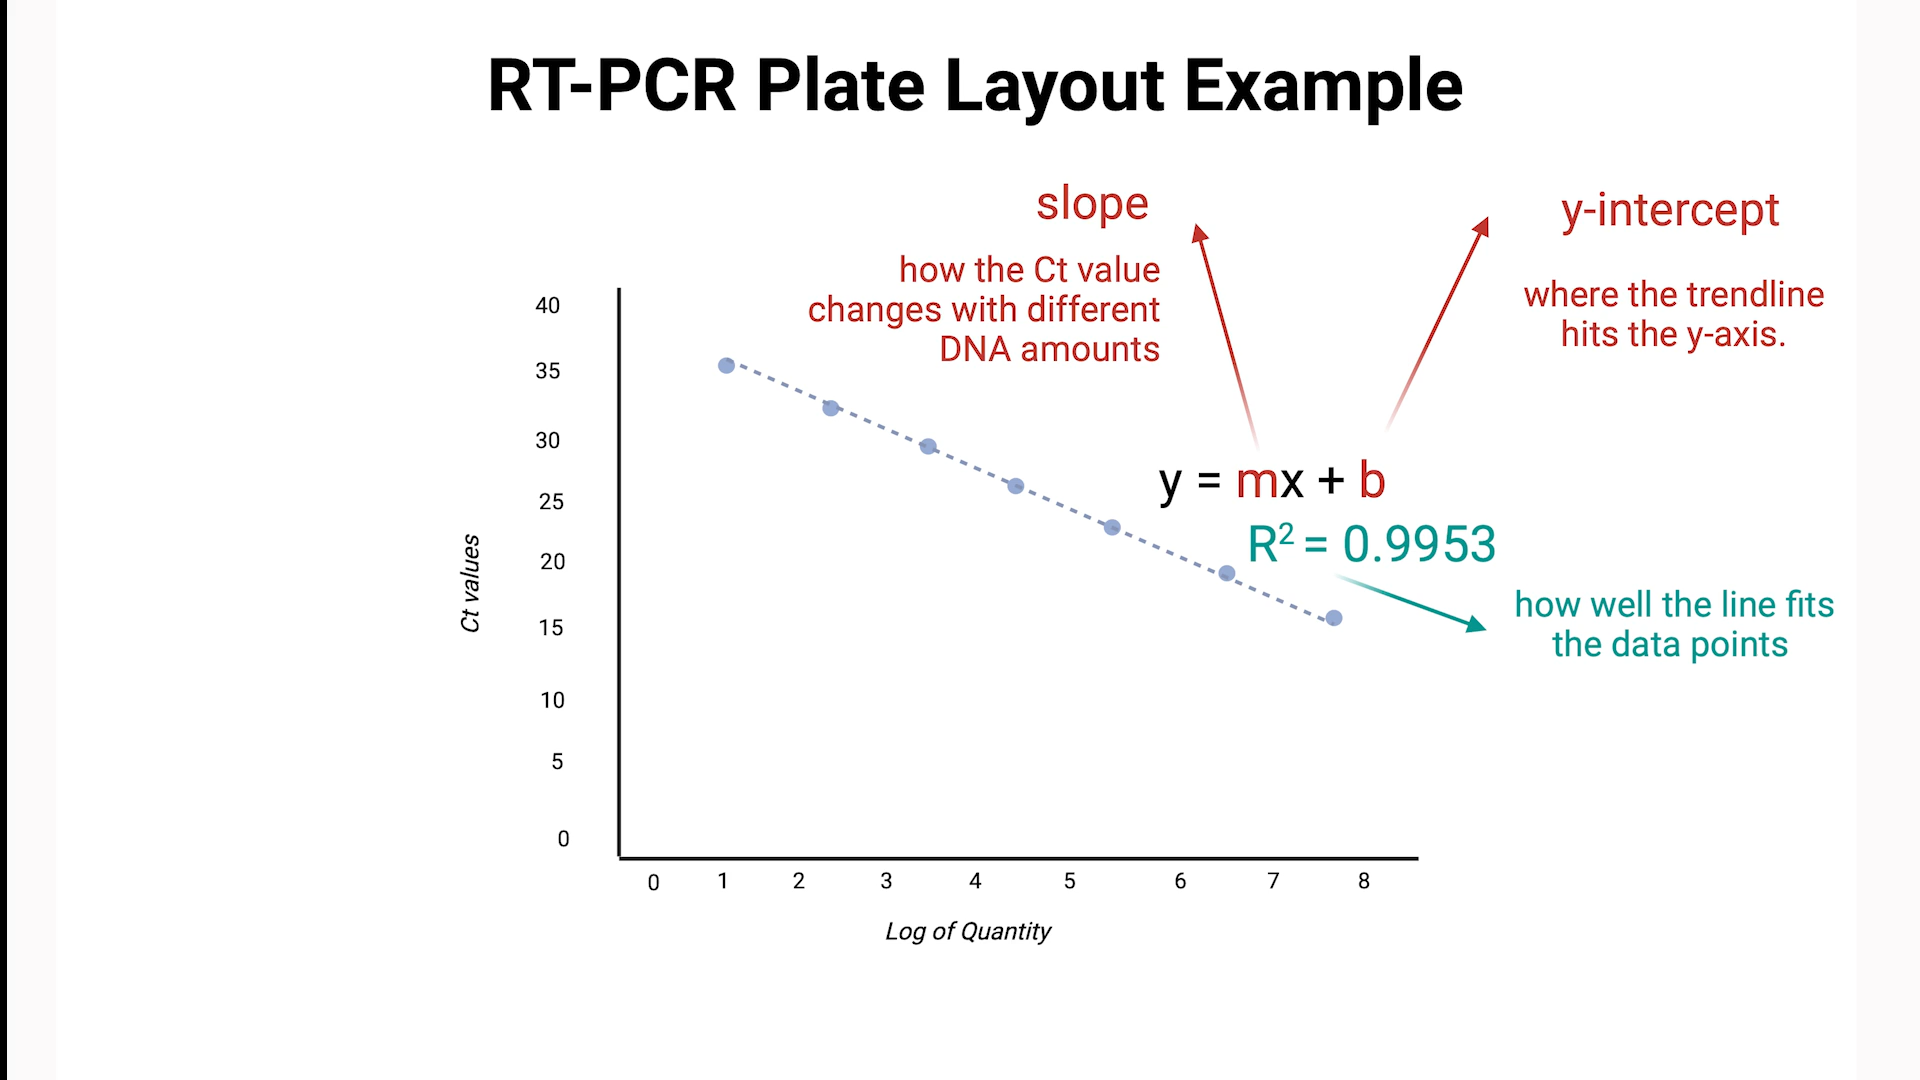 RT-PCR Plate Layout Example
slope
how the Ct value
changes with different
DNA amounts
y-intercept
where the trendline
hits the y-axis.
y = mx + b
R² = 0.9953
how well the line fits
the data points
Ct values
40
35
30
25
20
15
10
5
0
0 1 2 3 4 5 6 7 8
Log of Quantity